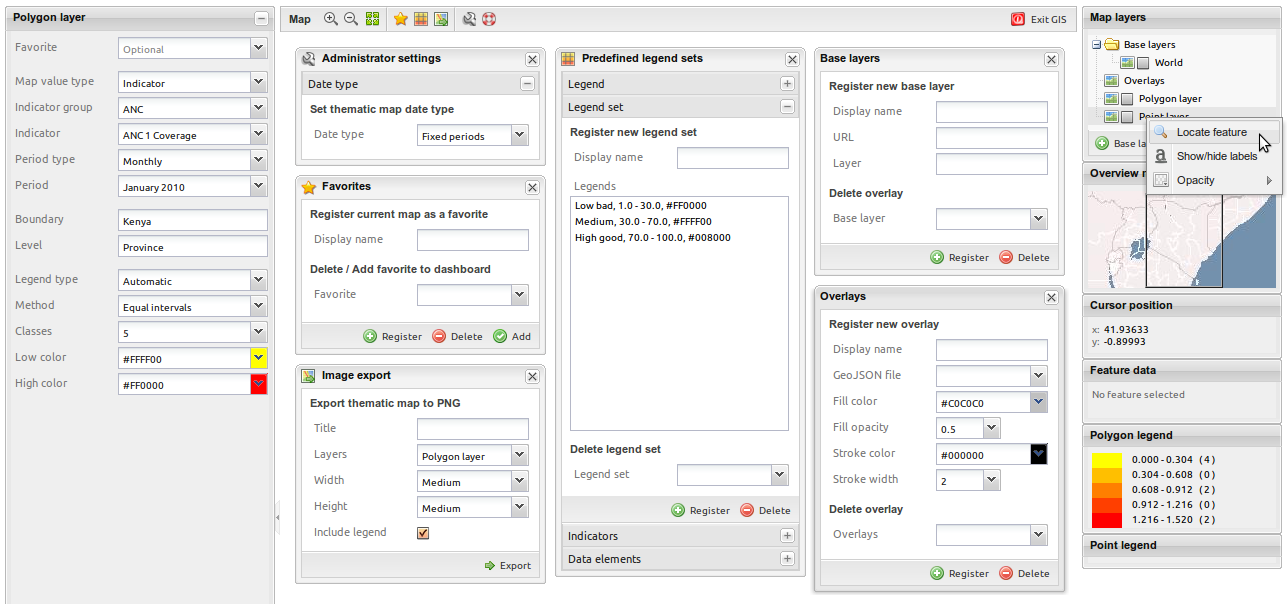 Polygon layer
Favorite
Optional
Map value type
Indicator
Indicator group
ANC
Indicator
ANC 1 Coverage
Period type
Monthly
Period
January 2010
Boundary
Kenya
Level
Province
Legend type
Automatic
Method
Equal intervals
Classes
5
Low color
#FFFF00
High color
#FF0000
Map
Exit GIS
Administrator settings
Date type
Set thematic map date type
Date type
Fixed periods
Favorites
Register current map as a favorite
Display name
Delete / Add favorite to dashboard
Favorite
Register
Delete
Add
Image export
Export thematic map to PNG
Title
Layers
Polygon layer
Width
Medium
Height
Medium
Include legend
Export
Predefined legend sets
Legend
Legend set
Register new legend set
Display name
Legends
Low bad, 1.0 - 30.0, #FF0000
Medium, 30.0 - 70.0, #FFFF00
High good, 70.0 - 100.0, #008000
Delete legend set
Legend set
Register
Delete
Indicators
Data elements
Base layers
Register new base layer
Display name
URL
Layer
Delete overlay
Base layer
Register
Delete
Overlays
Register new overlay
Display name
GeoJSON file
Fill color
#C0C0C0
Fill opacity
0.5
Stroke color
#000000
Stroke width
2
Delete overlay
Overlays
Register
Delete
Map layers
Base layers
World
Overlays
Polygon layer
Point layer
Base la
Locate feature
Show/hide labels
Opacity
Overview
Cursor position
x: 41.93633
y: -0.89993
Feature data
No feature selected
Polygon legend
0.000 - 0.304 (4)
0.304 - 0.608 (0)
0.608 - 0.912 (2)
0.912 - 1.216 (0)
1.216 - 1.520 (2)
Point legend